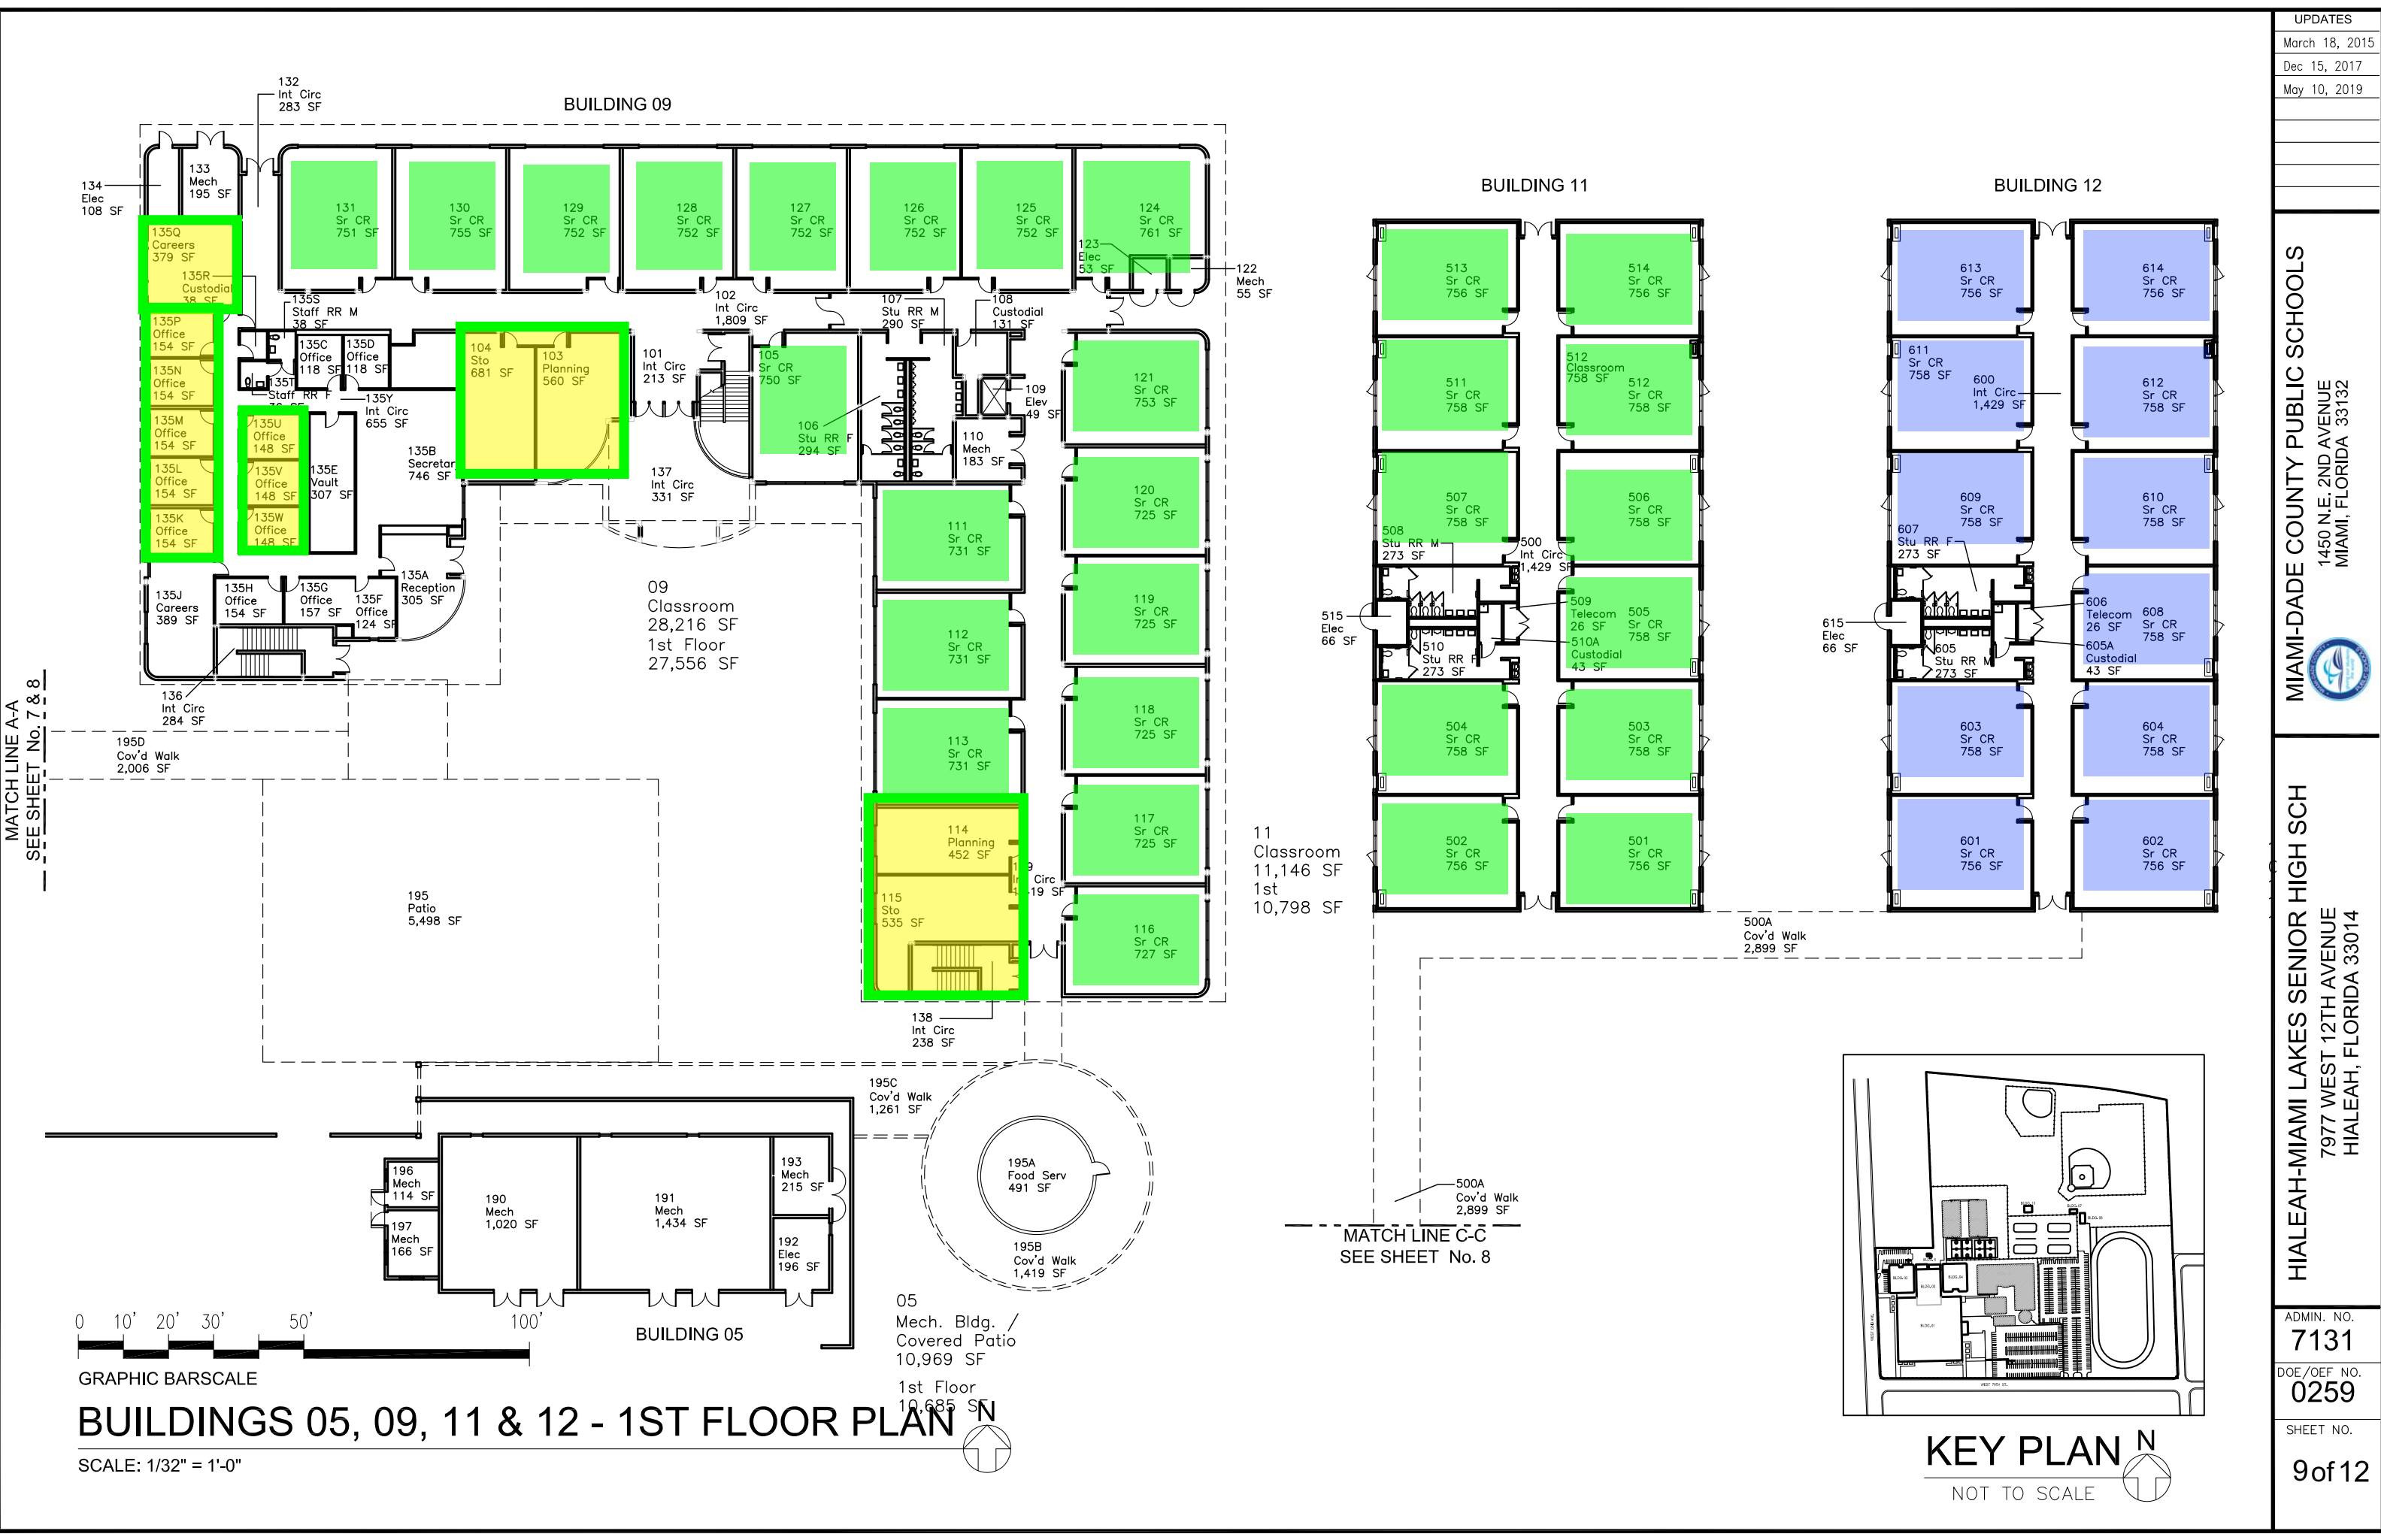 UPDATES
March 18, 2015
Dec 15, 2017
May 10, 2019
BUILDING 09
BUILDING 11
BUILDING 12
132
Int Circ
283 SF
134
Elec
108 SF
133
Mech
195 SF
131
Sr CR
751 SF
130
Sr CR
755 SF
129
Sr CR
752 SF
128
Sr CR
752 SF
127
Sr CR
752 SF
126
Sr CR
752 SF
125
Sr CR
752 SF
124
Sr CR
761 SF
123
Elec
53 SF
122
Mech
55 SF
135Q
Careers
379 SF
135R
Custodial
38 SF
135S
Staff RR M
38 SF
135P
Office
154 SF
135C
Office
118 SF
135D
Office
118 SF
135T
Staff RR F
135N
Office
154 SF
135Y
Int Circ
655 SF
135M
Office
154 SF
135U
Office
148 SF
135L
Office
154 SF
135V
Office
148 SF
135E
Vault
307 SF
135B
Secretar
746 SF
135K
Office
154 SF
135W
Office
148 SF
104
Sto
681 SF
103
Planning
560 SF
101
Int Circ
213 SF
102
Int Circ
1,809 SF
105
Sr CR
750 SF
107
Stu RR M
290 SF
108
Custodial
131 SF
106
Stu RR F
294 SF
109
Elev
49 SF
110
Mech
183 SF
137
Int Circ
331 SF
121
Sr CR
753 SF
120
Sr CR
725 SF
119
Sr CR
725 SF
118
Sr CR
725 SF
117
Sr CR
725 SF
116
Sr CR
727 SF
111
Sr CR
731 SF
112
Sr CR
731 SF
113
Sr CR
731 SF
114
Planning
452 SF
115
Sto
535 SF
Int Circ
138
Int Circ
238 SF
135J
Careers
389 SF
135H
Office
154 SF
135G
Office
157 SF
135F
Office
124 SF
135A
Reception
305 SF
136
Int Circ
284 SF
09
Classroom
28,216 SF
1st Floor
27,556 SF
MATCH LINE A-A
SEE SHEET No. 7 & 8
195D
Cov'd Walk
2,006 SF
195
Patio
5,498 SF
195C
Cov'd Walk
1,261 SF
195A
Food Serv
491 SF
195B
Cov'd Walk
1,419 SF
196
Mech
114 SF
197
Mech
166 SF
190
Mech
1,020 SF
191
Mech
1,434 SF
193
Mech
215 SF
192
Elec
196 SF
BUILDING 05
05
Mech. Bldg. /
Covered Patio
10,969 SF
1st Floor
10,685 SF
513
Sr CR
756 SF
514
Sr CR
756 SF
511
Sr CR
758 SF
512
Classroom
758 SF
512
Sr CR
758 SF
507
Sr CR
758 SF
506
Sr CR
758 SF
508
Stu RR M
273 SF
500
Int Circ
1,429 SF
515
Elec
66 SF
509
Telecom
26 SF
505
Sr CR
758 SF
510
Stu RR F
273 SF
510A
Custodial
43 SF
504
Sr CR
758 SF
503
Sr CR
758 SF
502
Sr CR
756 SF
501
Sr CR
756 SF
11
Classroom
11,146 SF
1st
10,798 SF
613
Sr CR
756 SF
614
Sr CR
756 SF
611
Sr CR
758 SF
600
Int Circ
1,429 SF
612
Sr CR
758 SF
609
Sr CR
758 SF
610
Sr CR
758 SF
607
Stu RR F
273 SF
615
Elec
66 SF
606
Telecom
26 SF
608
Sr CR
758 SF
605
Stu RR M
273 SF
605A
Custodial
43 SF
603
Sr CR
758 SF
604
Sr CR
758 SF
601
Sr CR
756 SF
602
Sr CR
756 SF
500A
Cov'd Walk
2,899 SF
500A
Cov'd Walk
2,899 SF
MATCH LINE C-C
SEE SHEET No. 8
0 10' 20' 30' 50' 100'
GRAPHIC BARSCALE
BUILDINGS 05, 09, 11 & 12 - 1ST FLOOR PLAN
N
SCALE: 1/32" = 1'-0"
KEY PLAN
N
NOT TO SCALE
MIAMI-DADE COUNTY PUBLIC SCHOOLS
1450 N.E. 2ND AVENUE
MIAMI, FLORIDA 33132
HIALEAH-MIAMI LAKES SENIOR HIGH SCH
7977 WEST 12TH AVENUE
HIALEAH, FLORIDA 33014
ADMIN. NO.
7131
DOE/OEF NO.
0259
SHEET NO.
9 of 12